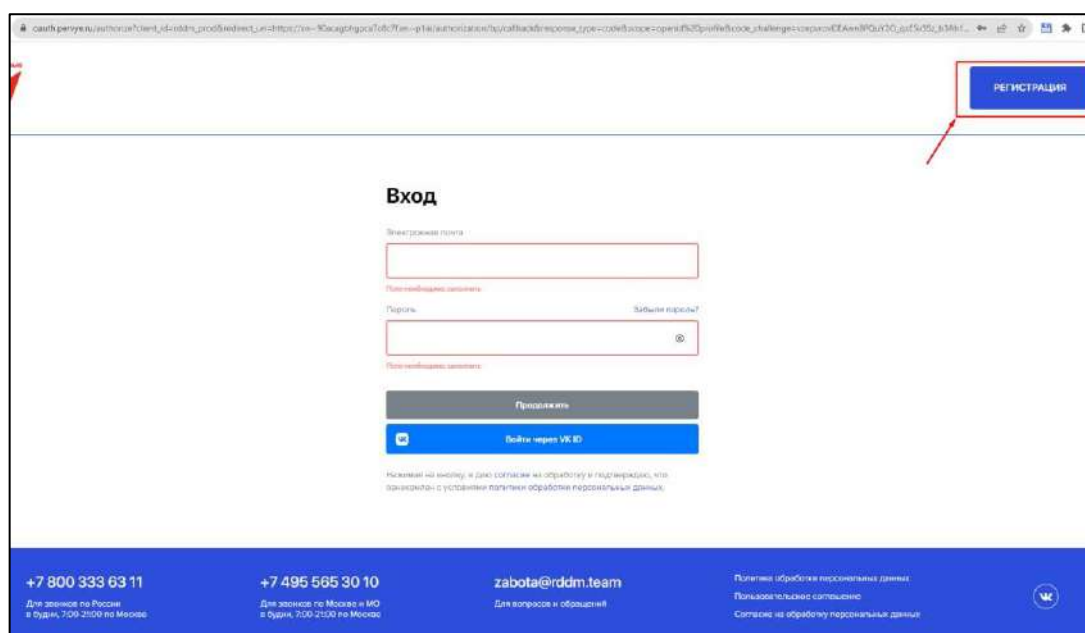 РЕГИСТРАЦИЯ
Вход
Электронная почта
Поле необходимо заполнить
Пароль
Забыли пароль?
Поле необходимо заполнить
Продолжить
Войти через VK ID
Нажимая на кнопку, я даю согласие на обработку и подтверждаю, что
ознакомлен с условиями политики обработки персональных данных.
+7 800 333 63 11
Для звонков по России
в будни, 7:00-21:00 по Москве
+7 495 565 30 10
Для звонков по Москве и МО
в будни, 7:00-21:00 по Москве
zabota@rddm.team
Для вопросов и обращений
Политика обработки персональных данных
Пользовательское соглашение
Согласие на обработку персональных данных